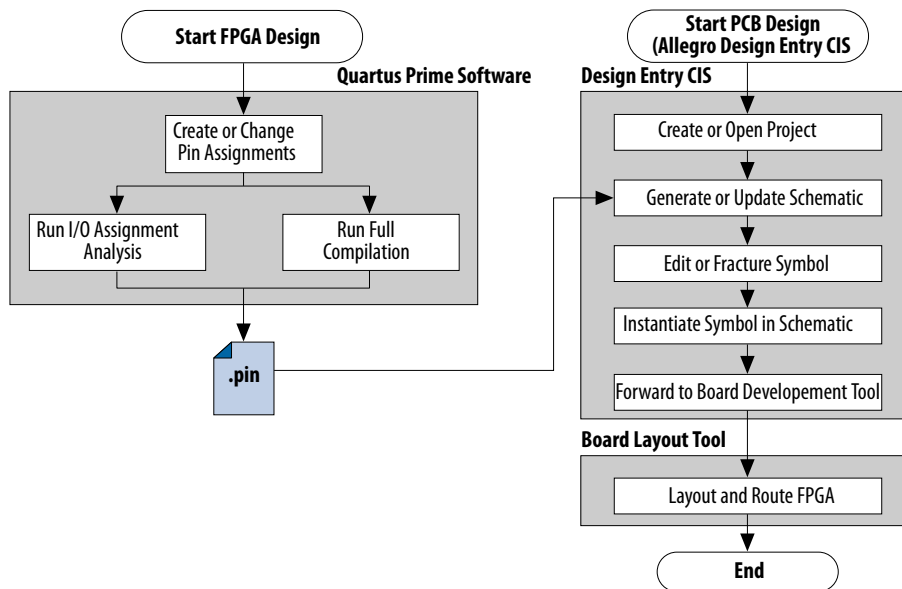 Start FPGA Design
Quartus Prime Software
Create or Change
Pin Assignments
Run I/O Assignment
Analysis
Run Full
Compilation
.pin
Start PCB Design
(Allegro Design Entry CIS
Design Entry CIS
Create or Open Project
Generate or Update Schematic
Edit or Fracture Symbol
Instantiate Symbol in Schematic
Forward to Board Developement Tool
Board Layout Tool
Layout and Route FPGA
End